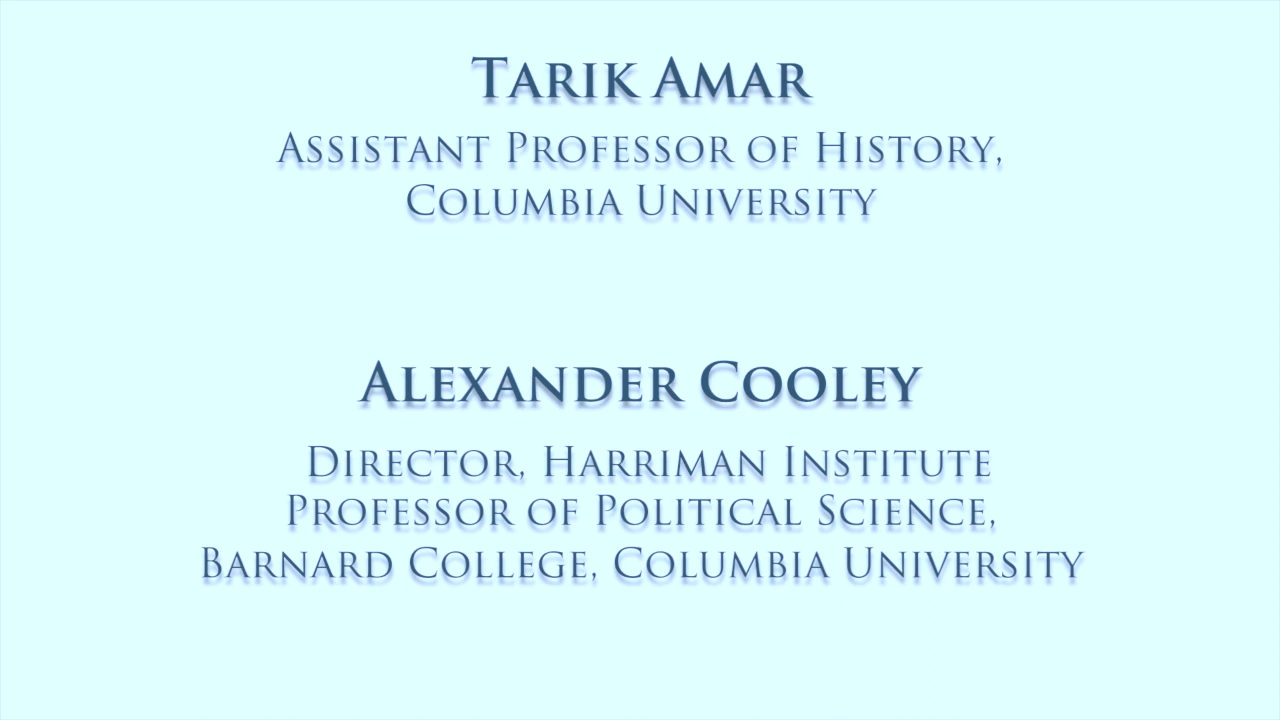 Tarik Amar
Assistant Professor of History,
Columbia University
Alexander Cooley
Director, Harriman Institute
Professor of Political Science,
Barnard College, Columbia University